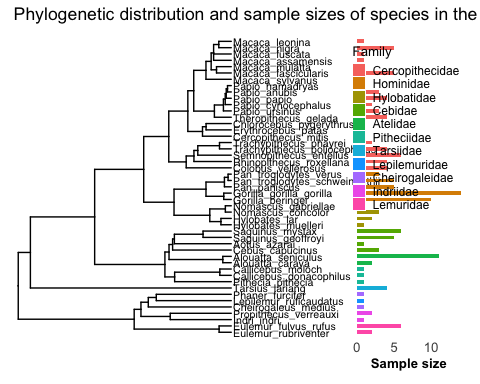 Phylogenetic distribution and sample sizes of species in the
Macaca_leonina
Macaca_nigra
Macaca_fuscata
Macaca_assamensis
Macaca_mulatta
Macaca_fascicularis
Macaca_sylvanus
Papio_hamadryas
Papio_anubis
Papio_papio
Papio_cynocephalus
Papio_ursinus
Theropithecus_gelada
Chlorocebus_pygerythrus
Erythrocebus_patas
Cercopithecus_mitis
Trachypithecus_phayrei
Semnopithecus_entellus
Rhinopithecus_roxellana
Colobus_vellerosus
Pan_troglodytes_verus
Pan_paniscus
Gorilla_gorilla_gorilla
Gorilla_beringei
Nomascus_gabriellae
Nomascus_concolor
Hylobates_lar
Hylobates_muelleri
Saguinus_mystax
Saguinus_geoffroyi
Aotus_azarai
Cebus_capucinus
Alouatta_seniculus
Alouatta_caraya
Callicebus_moloch
Callicebus_donacophilus
Pithecia_pithecia
Phaner_furcifer
Lepilemur_ruficaudatus
Cheirogaleus_medius
Propithecus_verreauxi
Indri_indri
Eulemur_fulvus_rufus
Eulemur_rubriventer
Family
Cercopithecidae
Hominidae
Hylobatidae
Cebidae
Atelidae
Pitheciidae
Tarsiidae
Lepilemuridae
Cheirogaleidae
Indriidae
Lemuridae
0 5 10
Sample size